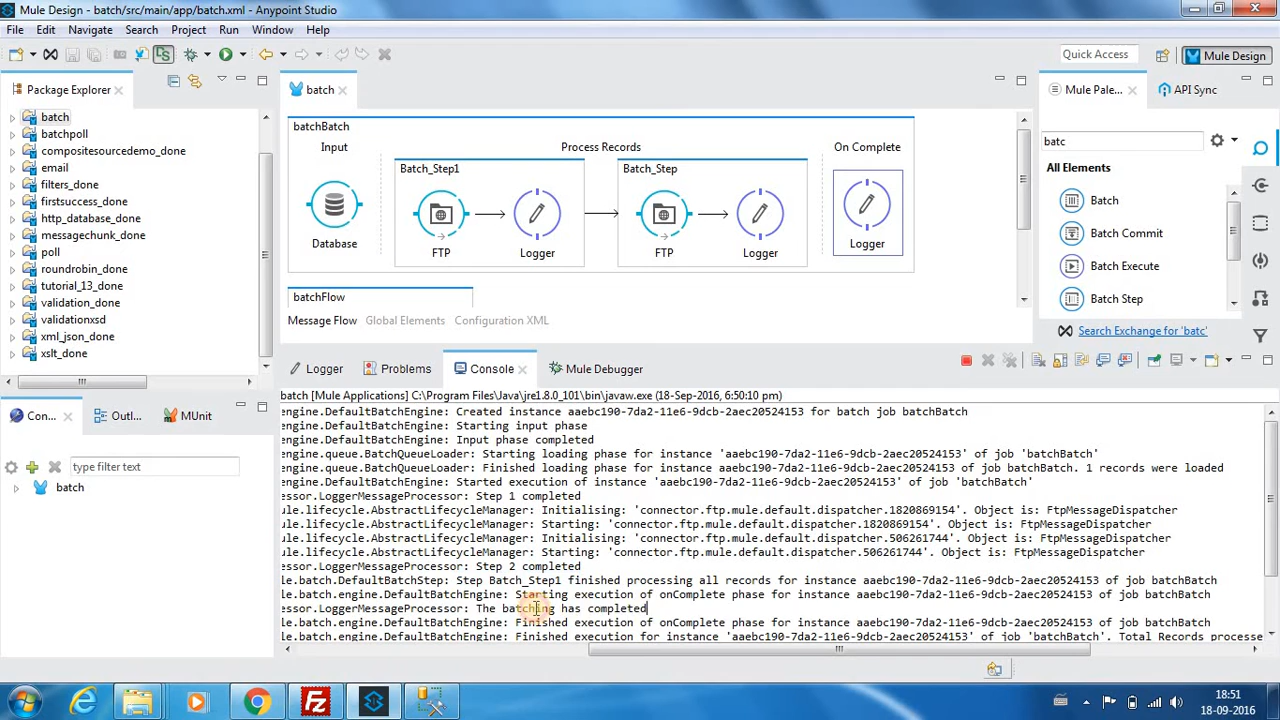 Mule Design - batch/src/main/app/batch.xml - Anypoint Studio
File Edit Navigate Search Project Run Window Help
Quick Access
Mule Design
Package Explorer
batch
batchpoll
compositesourcedemo_done
email
filters_done
firstsuccess_done
http_database_done
messagechunk_done
poll
roundrobin_done
tutorial_13_done
validation_done
validationxsd
xml_json_done
xslt_done
batch
batchBatch
Input Process Records On Complete
Batch_Step1 Batch_Step
Database FTP Logger FTP Logger Logger
batchFlow
Message Flow Global Elements Configuration XML
Mule Pale... API Sync
batc
All Elements
Batch
Batch Commit
Batch Execute
Batch Step
Search Exchange for 'batc'
Con... Outl... MUnit
type filter text
batch
Logger Problems Console Mule Debugger
batch [Mule Applications] C:\Program Files\Java\jre1.8.0_101\bin\javaw.exe (18-Sep-2016, 6:50:10 pm)
engine.DefaultBatchEngine: Created instance aaebc190-7da2-11e6-9dcb-2aec20524153 for batch job batchBatch
engine.DefaultBatchEngine: Starting input phase
engine.DefaultBatchEngine: Input phase completed
engine.queue.BatchQueueLoader: Starting loading phase for instance 'aaebc190-7da2-11e6-9dcb-2aec20524153' of job 'batchBatch'
engine.queue.BatchQueueLoader: Finished loading phase for instance aaebc190-7da2-11e6-9dcb-2aec20524153 of job batchBatch. 1 records were loaded
engine.DefaultBatchEngine: Started execution of instance 'aaebc190-7da2-11e6-9dcb-2aec20524153' of job 'batchBatch'
essor.LoggerMessageProcessor: Step 1 completed
ule.lifecycle.AbstractLifecycleManager: Initialising: 'connector.ftp.mule.default.dispatcher.1820869154'. Object is: FtpMessageDispatcher
ule.lifecycle.AbstractLifecycleManager: Starting: 'connector.ftp.mule.default.dispatcher.1820869154'. Object is: FtpMessageDispatcher
ule.lifecycle.AbstractLifecycleManager: Initialising: 'connector.ftp.mule.default.dispatcher.506261744'. Object is: FtpMessageDispatcher
ule.lifecycle.AbstractLifecycleManager: Starting: 'connector.ftp.mule.default.dispatcher.506261744'. Object is: FtpMessageDispatcher
essor.LoggerMessageProcessor: Step 2 completed
le.batch.DefaultBatchStep: Step Batch_Step1 finished processing all records for instance aaebc190-7da2-11e6-9dcb-2aec20524153 of job batchBatch
le.batch.engine.DefaultBatchEngine: Starting execution of onComplete phase for instance aaebc190-7da2-11e6-9dcb-2aec20524153 of job batchBatch
essor.LoggerMessageProcessor: The batching has completed
le.batch.engine.DefaultBatchEngine: Finished execution of onComplete phase for instance aaebc190-7da2-11e6-9dcb-2aec20524153 of job batchBatch
le.batch.engine.DefaultBatchEngine: Finished execution for instance 'aaebc190-7da2-11e6-9dcb-2aec20524153' of job 'batchBatch'. Total Records processe
18:51
18-09-2016